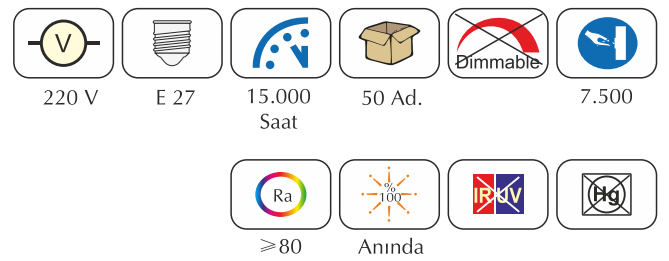 V
220 V
E 27
15.000
Saat
50 Ad.
Dimmable
7.500
Ra
≥80
%
100
Anında
IR UV
Hg